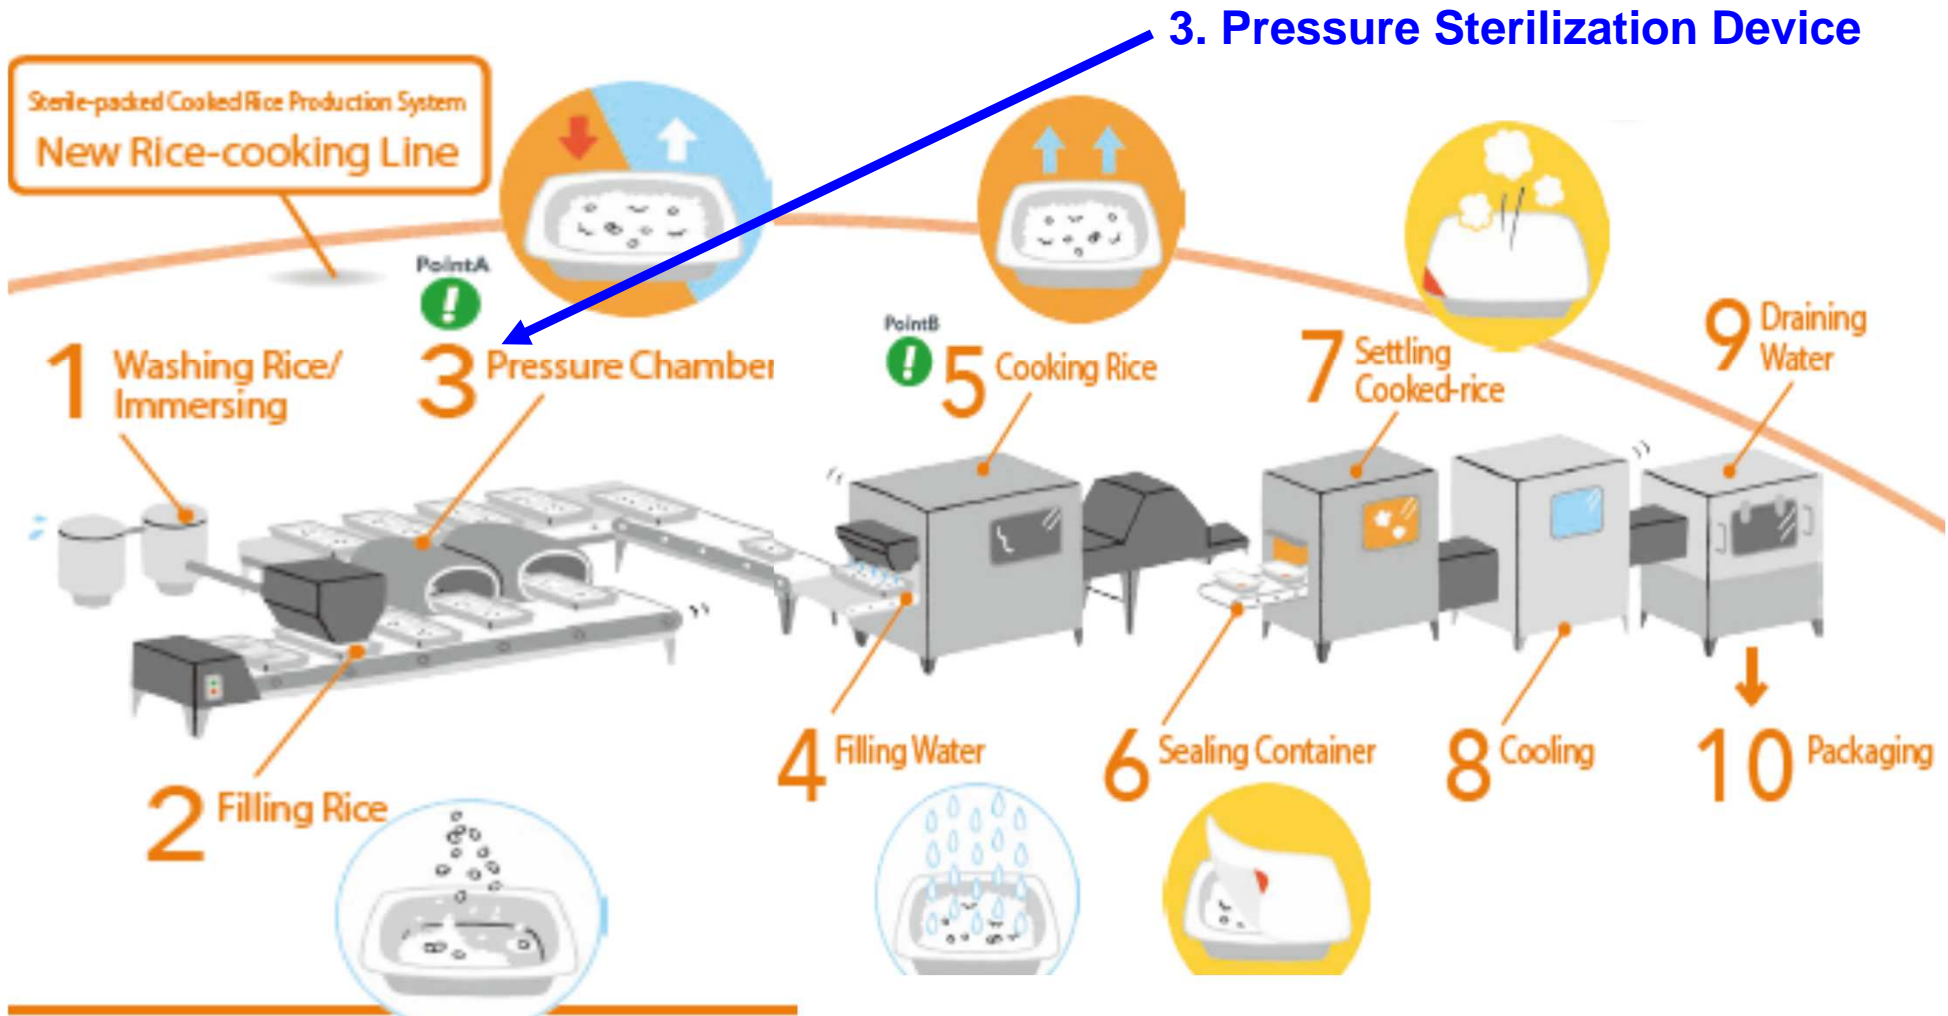 3. Pressure Sterilization Device
Sterile-packed Cooked Rice Production System
New Rice-cooking Line
PointA
!
1 Washing Rice/
Immersing
3 Pressure Chamber
PointB
!
5 Cooking Rice
7 Settling
Cooked-rice
9 Draining
Water
2 Filling Rice
4 Filling Water
6 Sealing Container
8 Cooling
10 Packaging